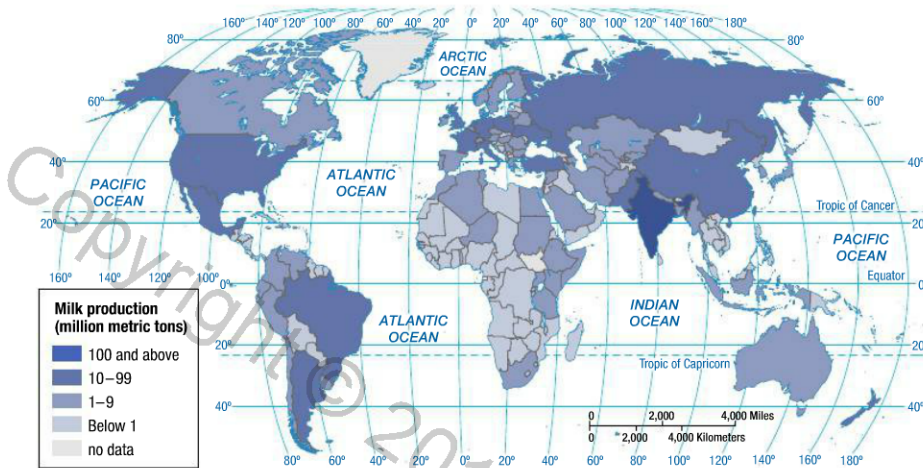 160° 140° 120° 100° 80° 60° 40° 20° 0° 20° 40° 60° 80° 100° 120° 140° 160° 180°
80°
80°
ARCTIC
OCEAN
60°
60°
40°
40°
ATLANTIC
OCEAN
PACIFIC
OCEAN
Tropic of Cancer
20°
20°
PACIFIC
OCEAN
160° 140° 120° 100°
0°
0°
Equator
160°
Milk production
(million metric tons)
100 and above
10–99
1–9
Below 1
no data
ATLANTIC
OCEAN
INDIAN
OCEAN
20°
20°
Tropic of Capricorn
40°
40°
0 2,000 4,000 Miles
0 2,000 4,000 Kilometers
80° 60° 40° 20° 0° 20° 40° 60° 80° 100° 120° 140° 160° 180°
Copyright © 20